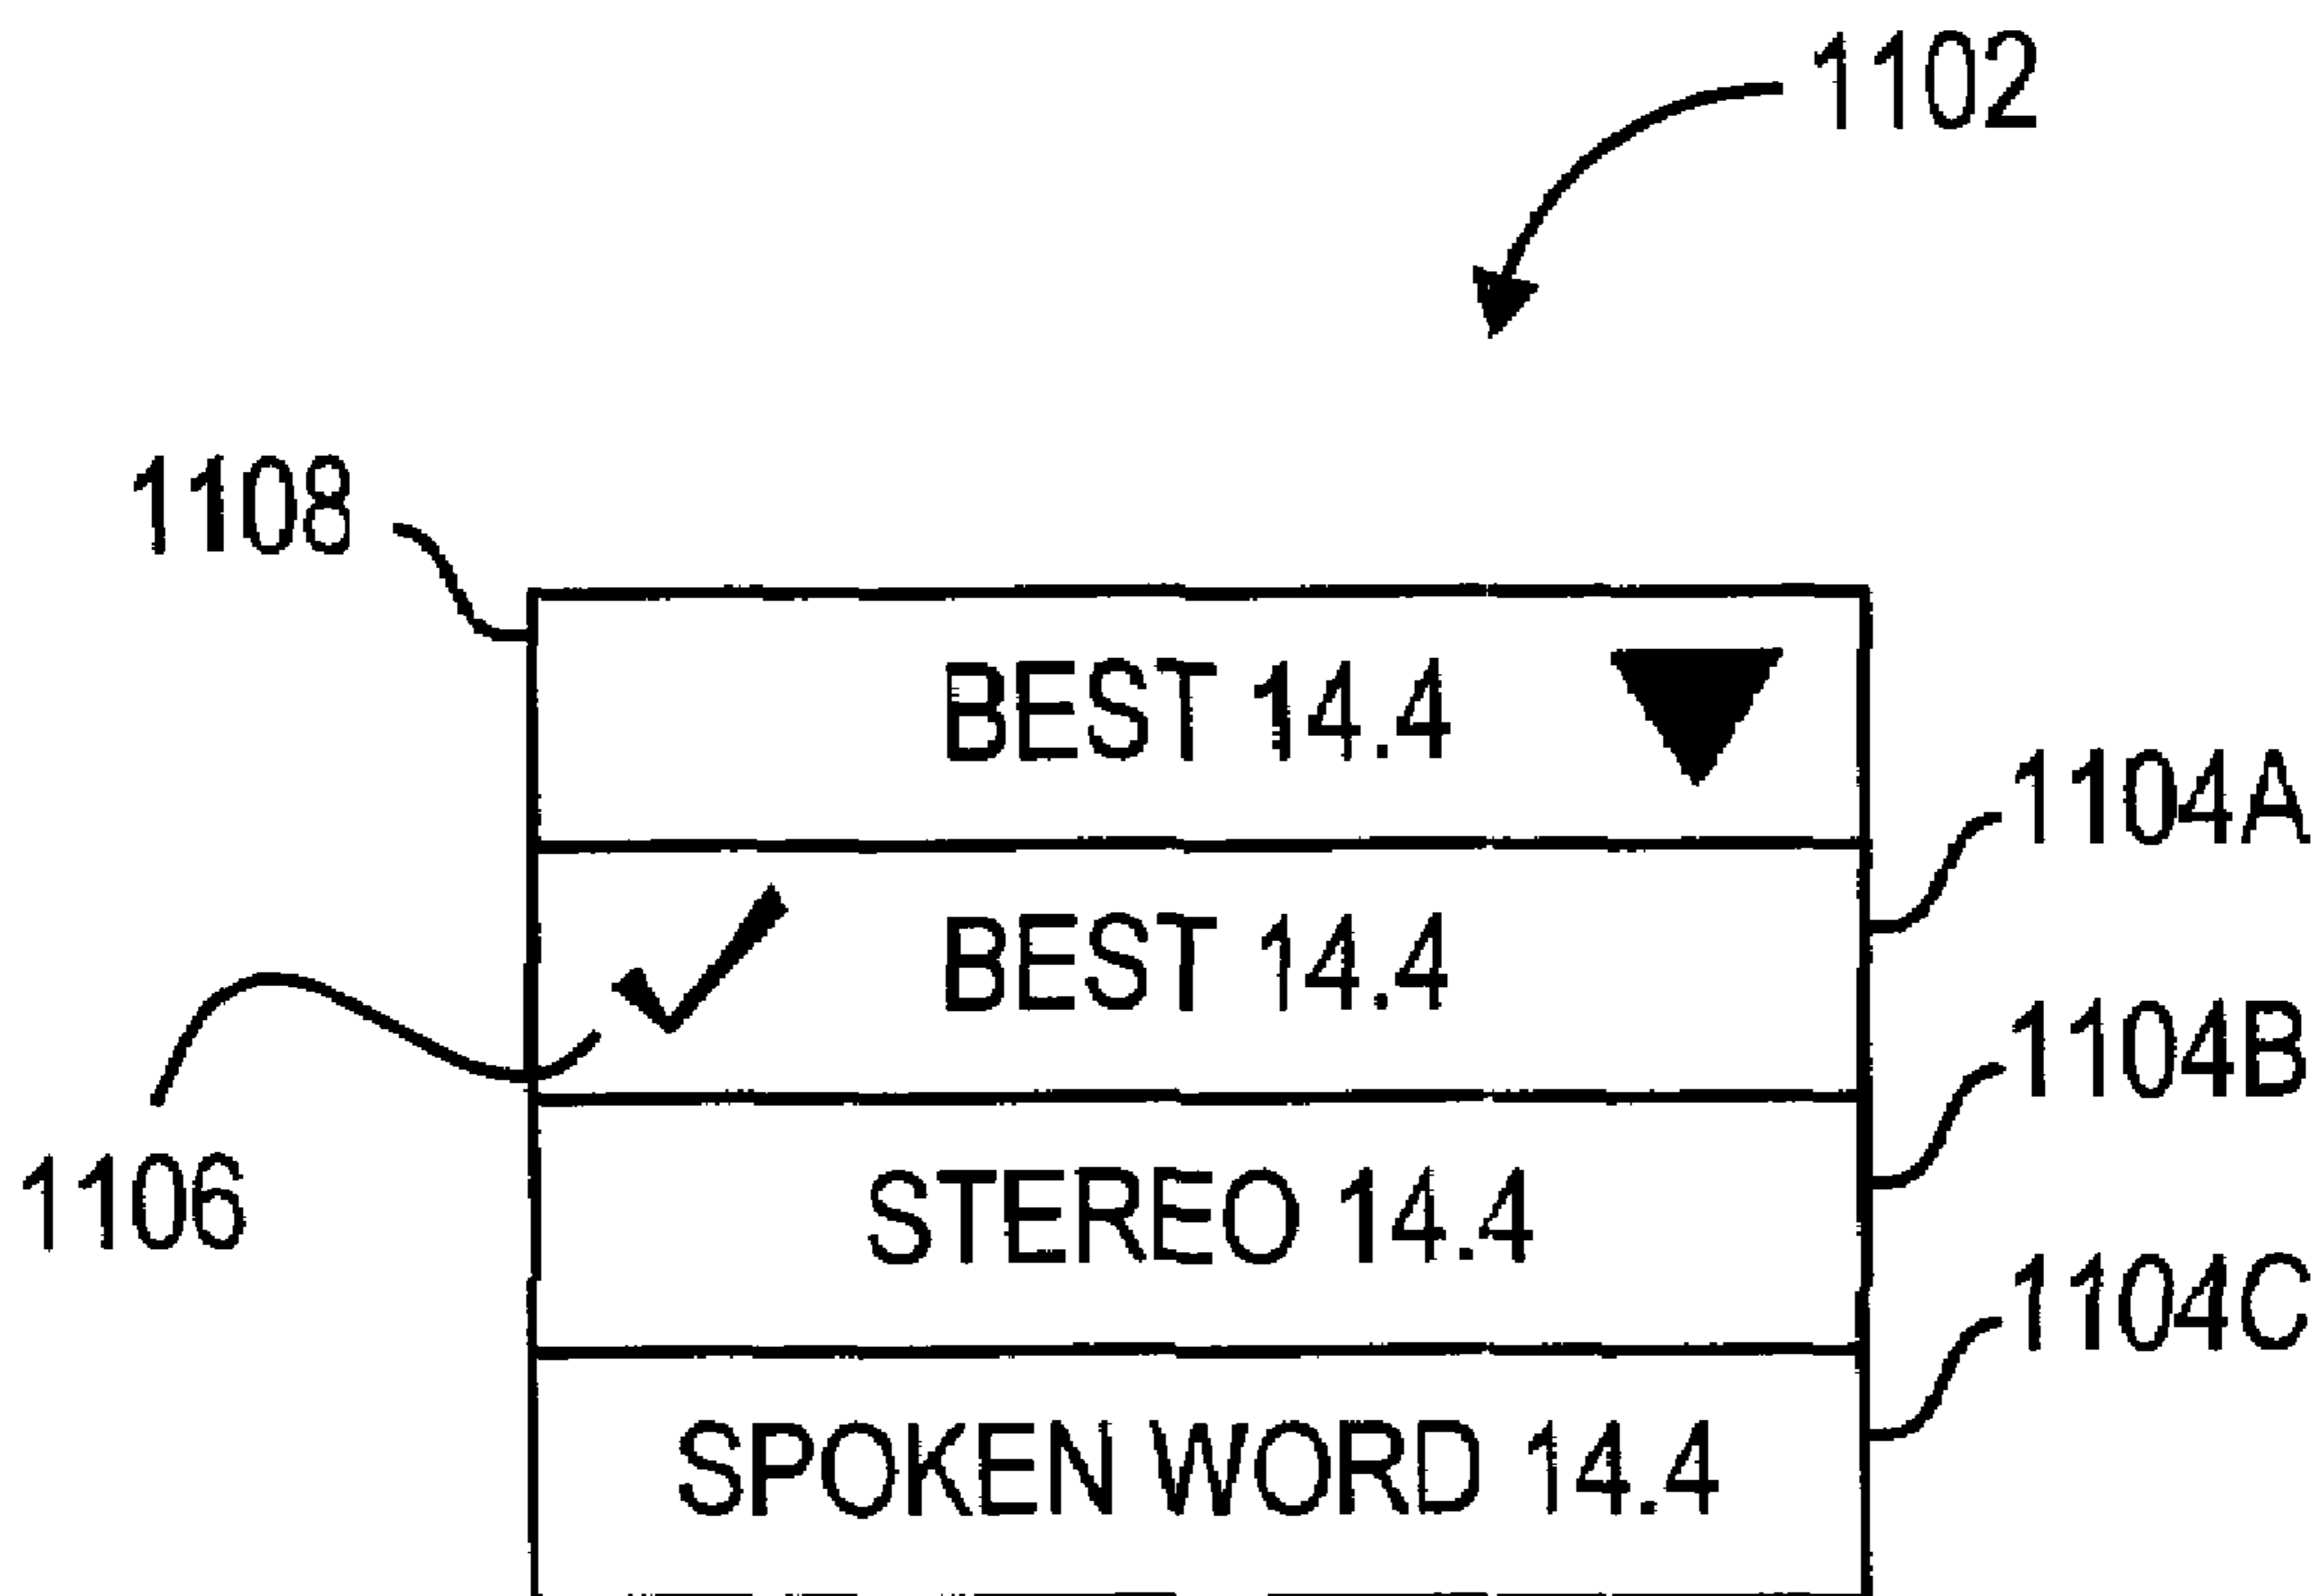 1102
1108
BEST 14.4
1104A
BEST 14.4
1104B
1106
STEREO 14.4
1104C
SPOKEN WORD 14.4